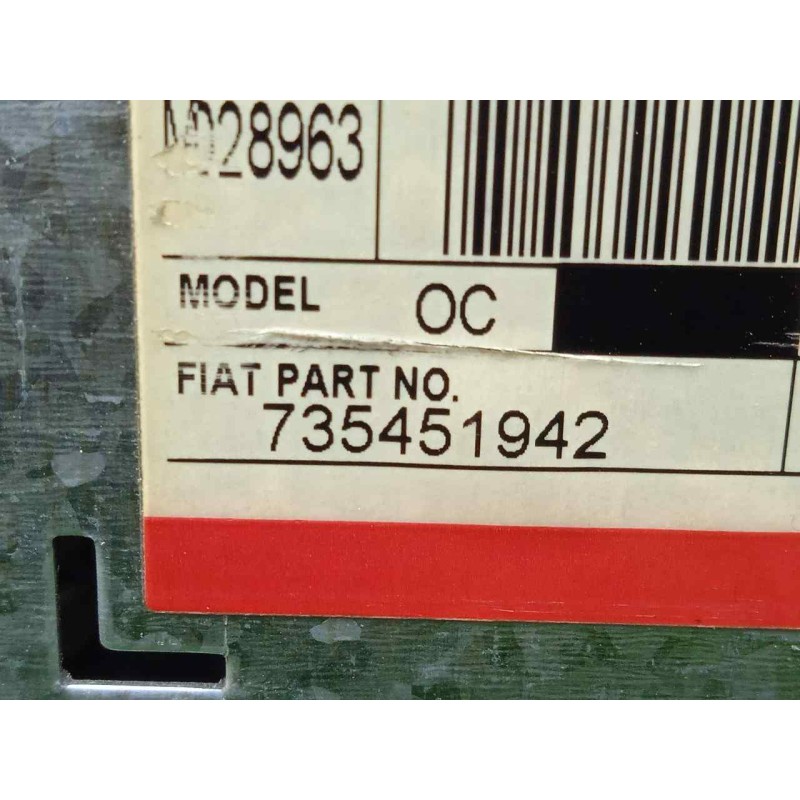 28963
MODEL OC
FIAT PART NO.
735451942